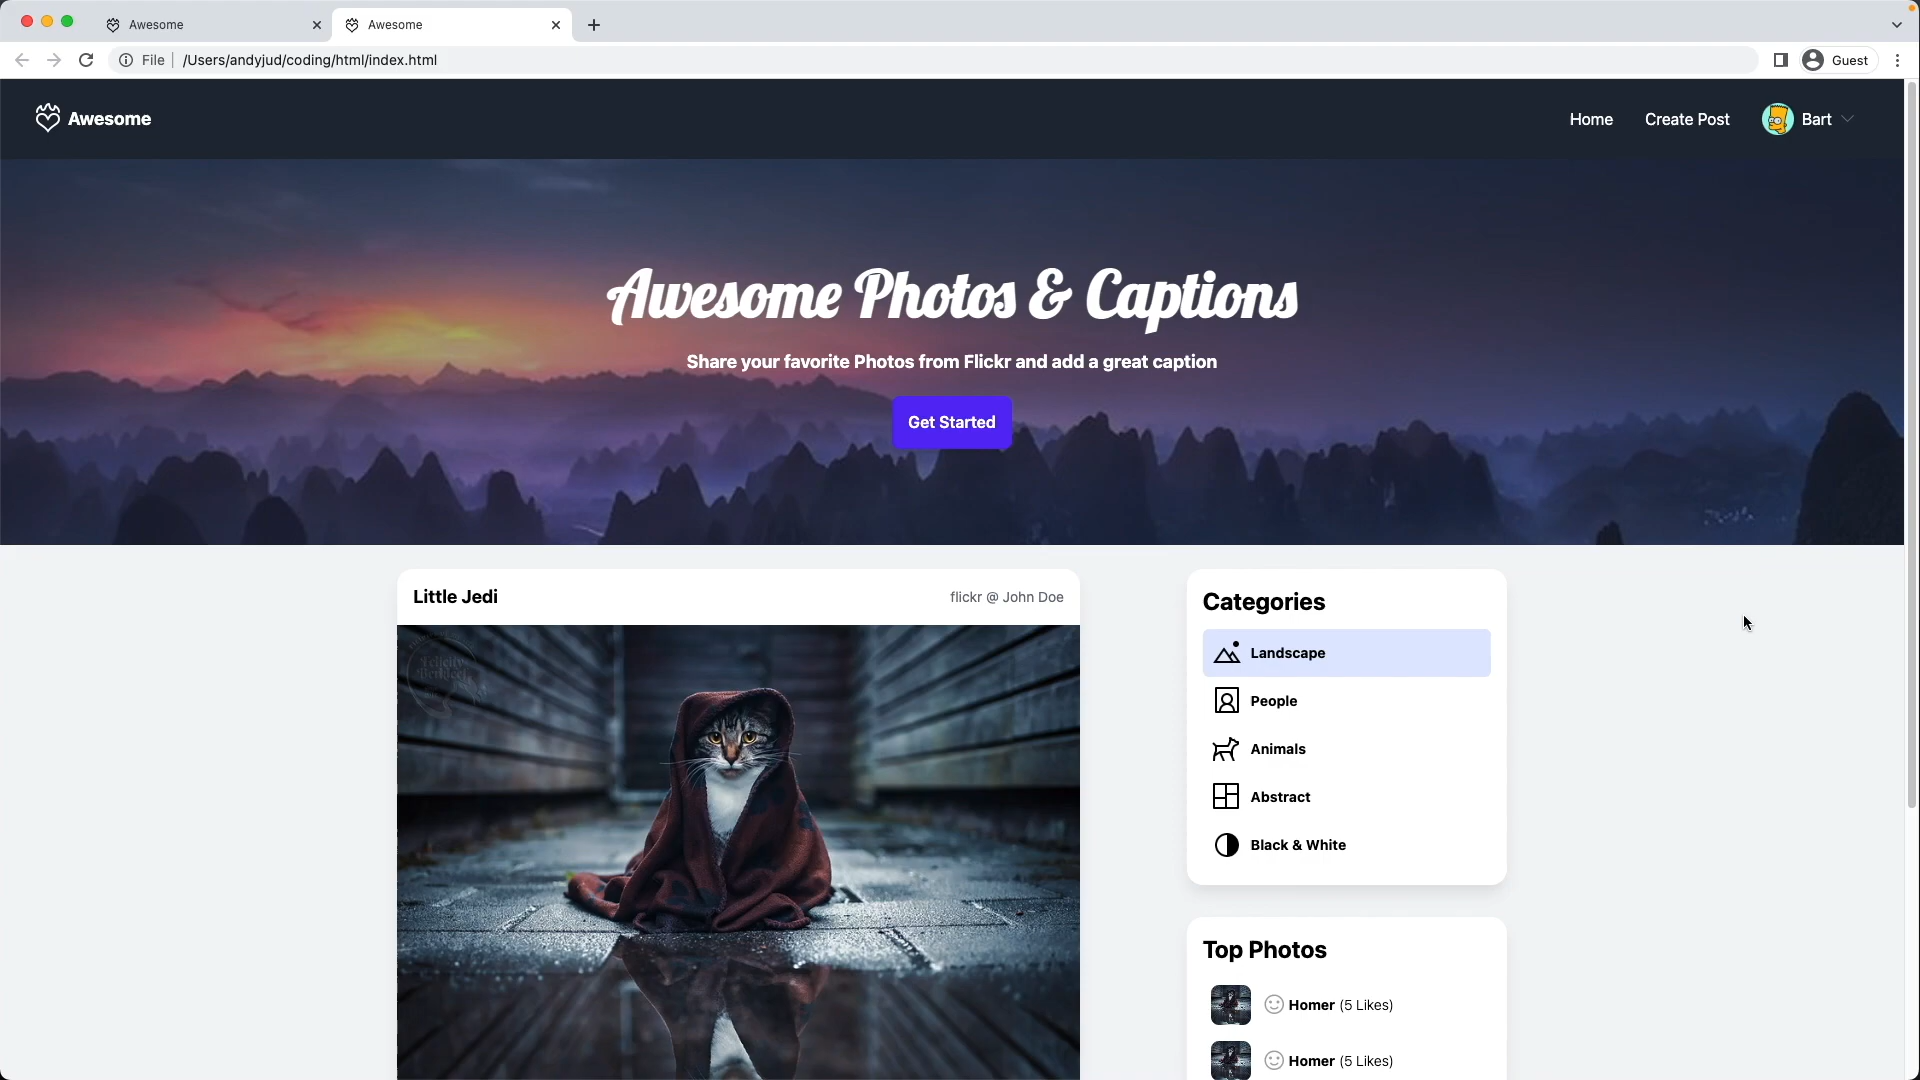 Awesome
Awesome
File
/Users/andyjud/coding/html/index.html
Guest
Awesome
Home
Create Post
Bart
Awesome Photos & Captions
Share your favorite Photos from Flickr and add a great caption
Get Started
Little Jedi
flickr @ John Doe
Categories
Landscape
People
Animals
Abstract
Black & White
Top Photos
Homer (5 Likes)
Homer (5 Likes)